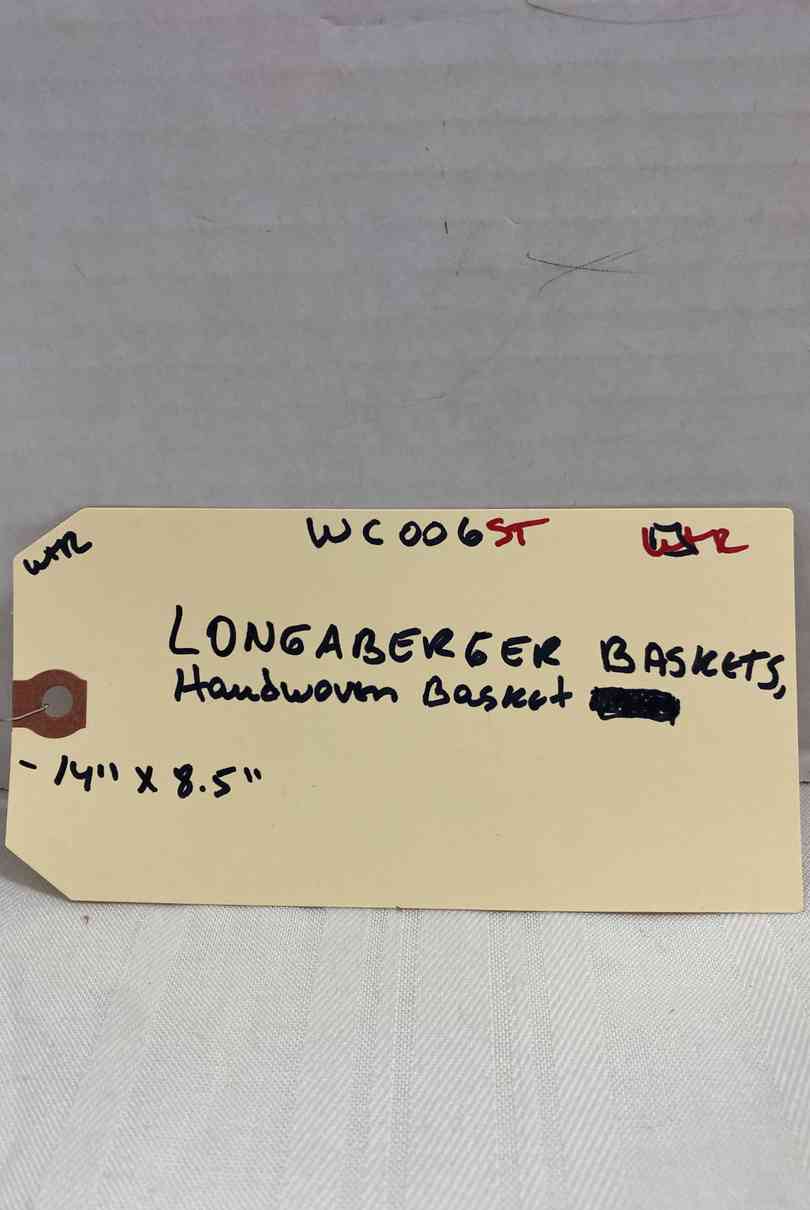 WTR WC006ST WTR
LONGABERGER BASKETS,
Handwoven Basket
- 14" X 8.5"